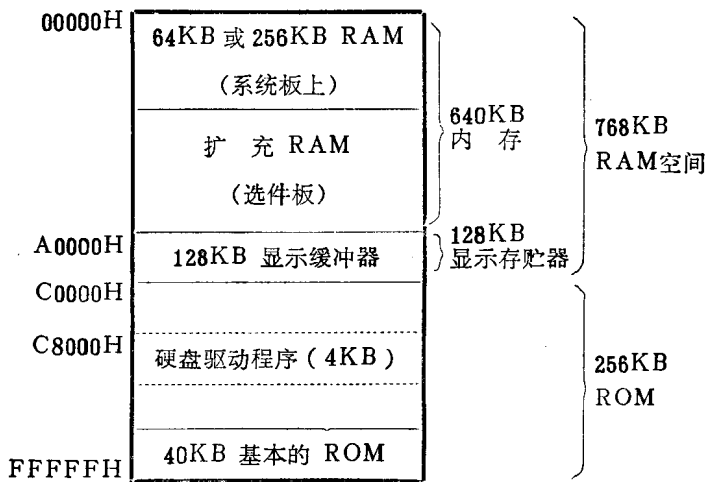 00000H
64KB 或 256KB RAM
(系统板上)
扩 充 RAM
(选件板)
640KB
内 存
768KB
RAM空间
A0000H
128KB 显示缓冲器
128KB
显示存贮器
C0000H
C8000H
硬盘驱动程序 (4KB)
256KB
ROM
40KB 基本的 ROM
FFFFFH